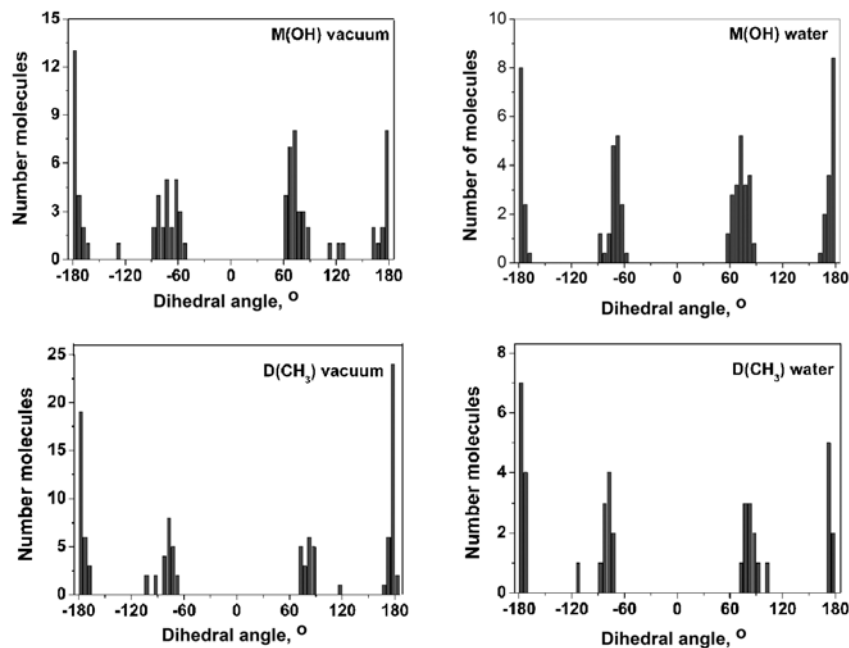 M(OH) vacuum
Number molecules
15
12
9
6
3
0
-180 -120 -60 0 60 120 180
Dihedral angle, o
M(OH) water
Number of molecules
10
8
6
4
2
0
-180 -120 -60 0 60 120 180
Dihedral angle, o
D(CH3) vacuum
Number molecules
25
20
15
10
5
0
-180 -120 -60 0 60 120 180
Dihedral angle, o
D(CH3) water
Number molecules
8
6
4
2
0
-180 -120 -60 0 60 120 180
Dihedral angle, o